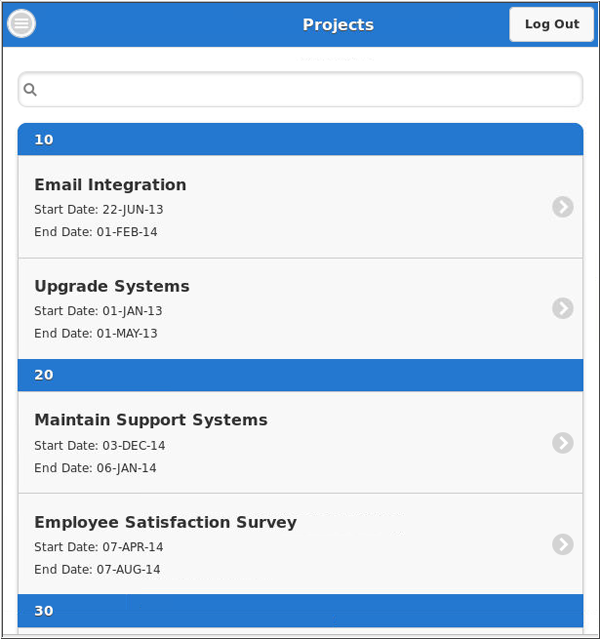 Projects
Log Out
10
Email Integration
Start Date: 22-JUN-13
End Date: 01-FEB-14
Upgrade Systems
Start Date: 01-JAN-13
End Date: 01-MAY-13
20
Maintain Support Systems
Start Date: 03-DEC-14
End Date: 06-JAN-14
Employee Satisfaction Survey
Start Date: 07-APR-14
End Date: 07-AUG-14
30